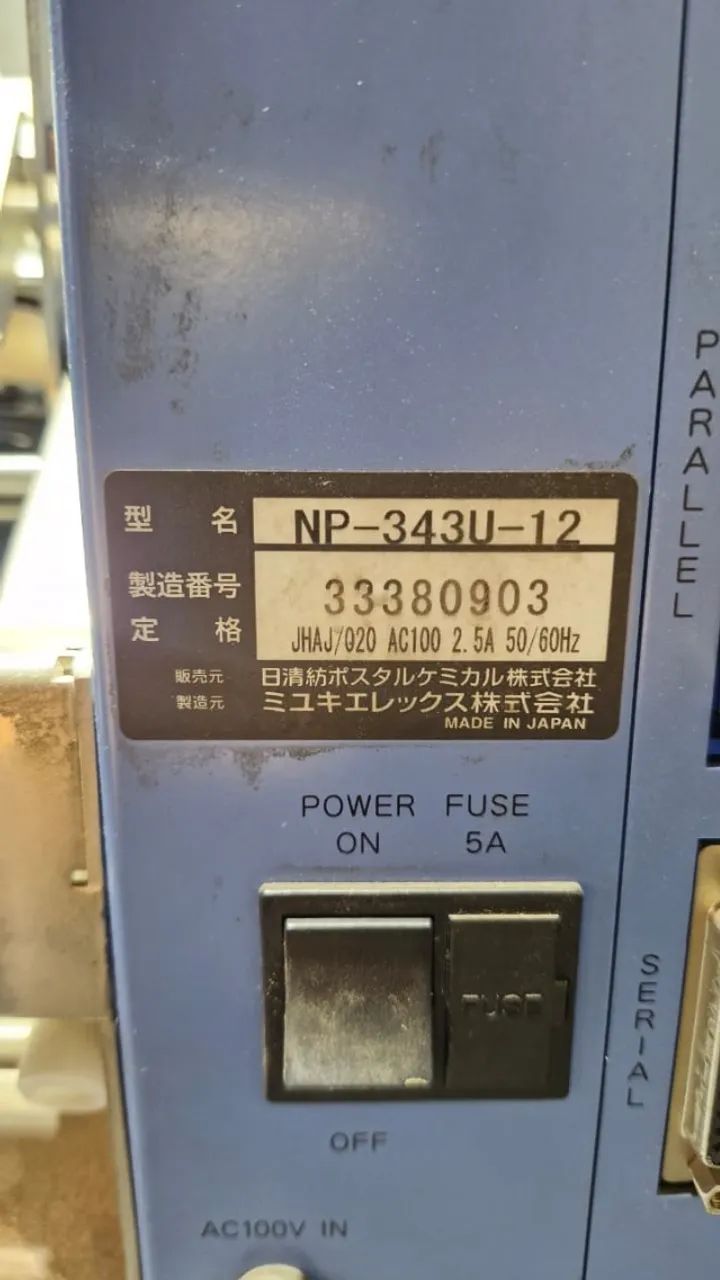 型 名 NP-343U-12
製造番号 33380903
定 格 JHAJ/020 AC100 2.5A 50/60Hz
販売元 日清紡ポスタルケミカル株式会社
製造元 ミユキエレックス株式会社
MADE IN JAPAN
PARALLEL
POWER FUSE
ON 5A
FUSE
SERIAL
OFF
AC100V IN